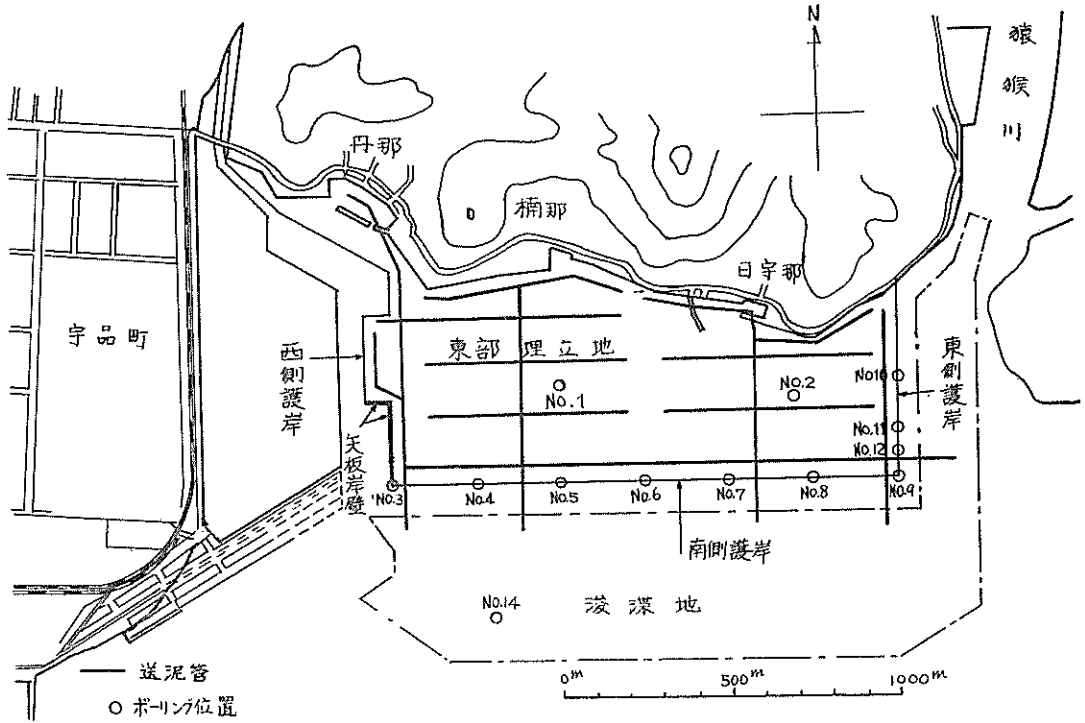 N
猿猴川
丹那
楠那
日宇那
宇品町
西側護岸
東部埋立地
東側護岸
No.1
No.2
No.10
No.11
No.12
矢板岸壁
No.3
No.4
No.5
No.6
No.7
No.8
No.9
南側護岸
No.14
浚渫地
送泥管
ボーリング位置
0m
500m
1000m